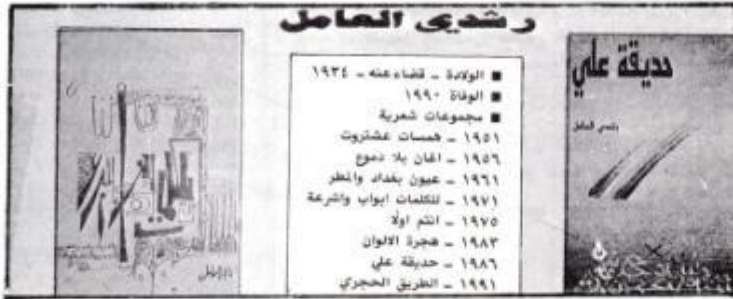 رشدي العامل
■ الولادة - قضاء عنه - ١٩٣٤
■ الوفاة ١٩٩٠
■ مجموعات شعرية
١٩٥١ - همسات عشتروت
١٩٥٦ - اغان بلا دموع
١٩٦١ - عيون بغداد والمطر
١٩٧١ - للكلمات ابواب واشرعة
١٩٧٥ - انتم اولا
١٩٨٣ - هجرة الالوان
١٩٨٦ - حديقة علي
١٩٩١ - الطريق الحجري
حديقة علي
رشدي العامل